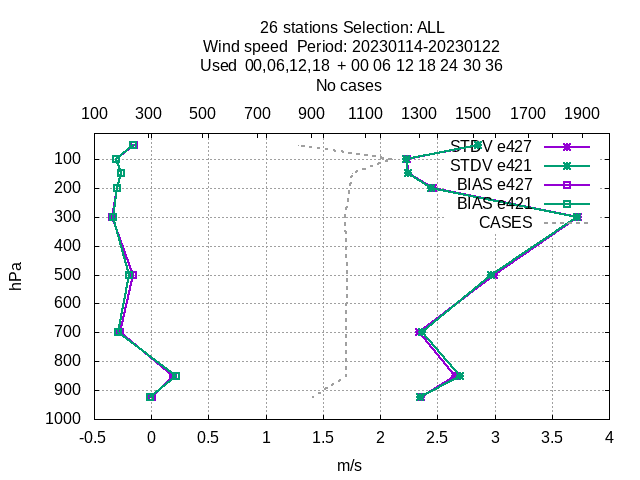 26 stations Selection: ALL
Wind speed  Period: 20230114-20230122
Used  00,06,12,18  + 00 06 12 18 24 30 36
No cases
100 300 500 700 900 1100 1300 1500 1700 1900
STDV e427
STDV e421
BIAS e427
BIAS e421
CASES
hPa
100
200
300
400
500
600
700
800
900
1000
-0.5 0 0.5 1 1.5 2 2.5 3 3.5 4
m/s